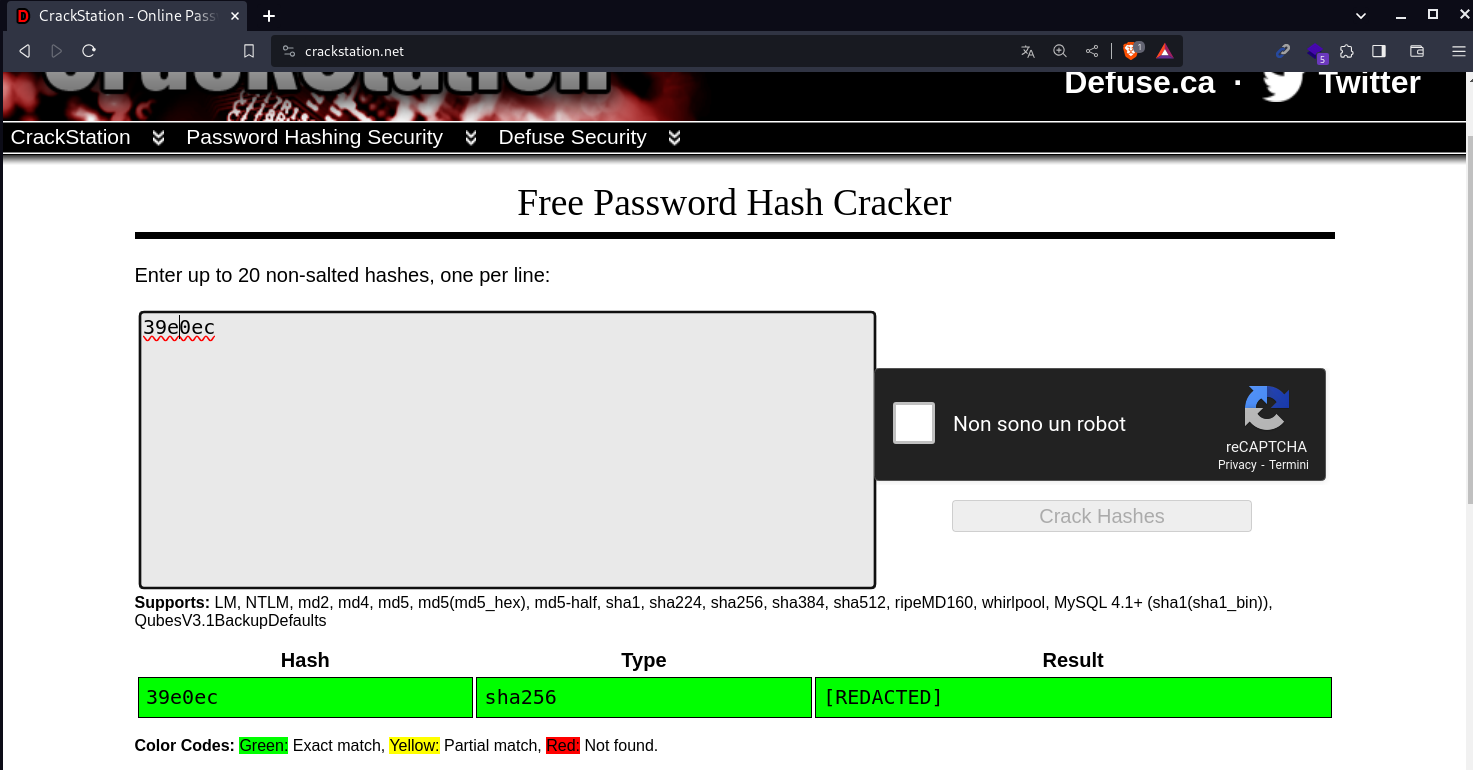 CrackStation - Online Pass
crackstation.net
1
5
CrackStation
Defuse.ca · Twitter
CrackStation Password Hashing Security Defuse Security
Free Password Hash Cracker
Enter up to 20 non-salted hashes, one per line:
39e0ec
Non sono un robot
reCAPTCHA
Privacy - Termini
Crack Hashes
Supports: LM, NTLM, md2, md4, md5, md5(md5_hex), md5-half, sha1, sha224, sha256, sha384, sha512, ripeMD160, whirlpool, MySQL 4.1+ (sha1(sha1_bin)),
QubesV3.1BackupDefaults
Hash Type Result
39e0ec sha256 [REDACTED]
Color Codes: Green: Exact match, Yellow: Partial match, Red: Not found.